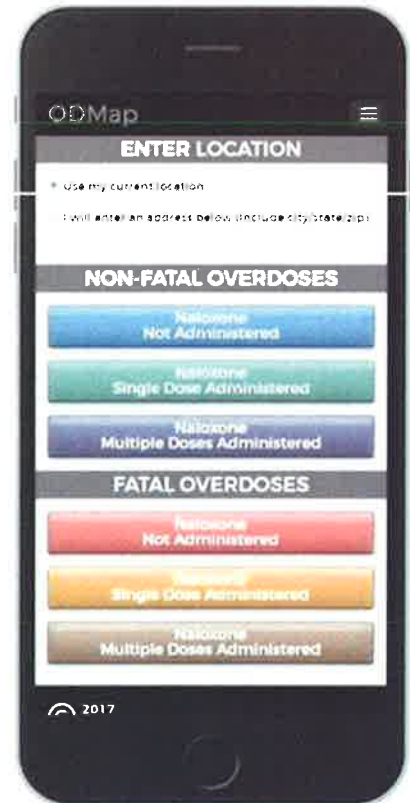 ODMap
ENTER LOCATION
Use my current location
I will enter an address below (include city/state/zip)
NON-FATAL OVERDOSES
Naloxone
Not Administered
Naloxone
Single Dose Administered
Naloxone
Multiple Doses Administered
FATAL OVERDOSES
Naloxone
Not Administered
Naloxone
Single Dose Administered
Naloxone
Multiple Doses Administered
2017